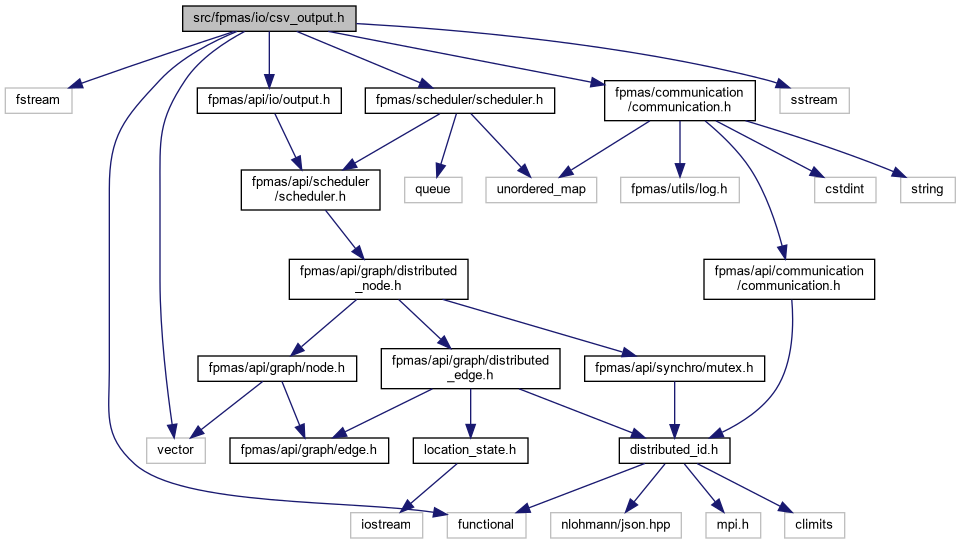 src/fpmas/io/csv_output.h
fstream
fpmas/api/io/output.h
fpmas/scheduler/scheduler.h
fpmas/communication
/communication.h
sstream
fpmas/api/scheduler
/scheduler.h
queue
unordered_map
fpmas/utils/log.h
cstdint
string
fpmas/api/graph/distributed
_node.h
fpmas/api/communication
/communication.h
fpmas/api/graph/node.h
fpmas/api/graph/distributed
_edge.h
fpmas/api/synchro/mutex.h
vector
fpmas/api/graph/edge.h
location_state.h
distributed_id.h
iostream
functional
nlohmann/json.hpp
mpi.h
climits